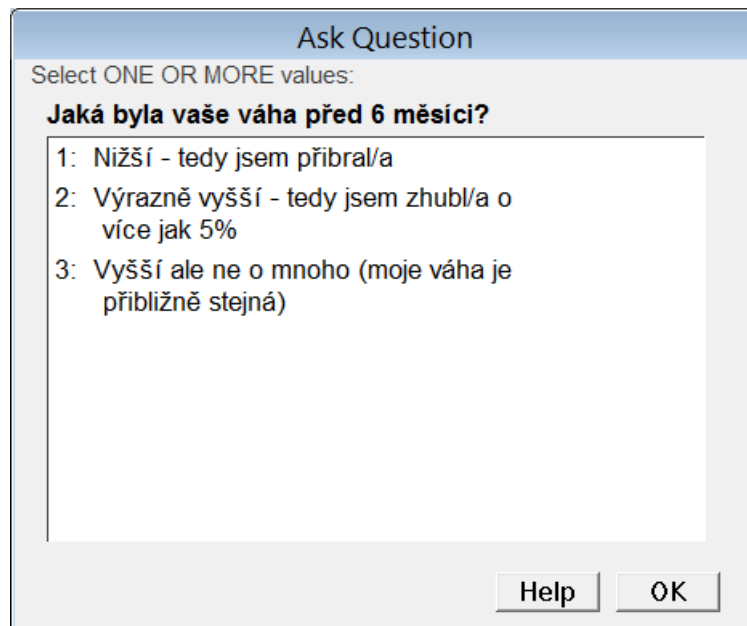 Ask Question
Select ONE OR MORE values:
Jaká byla vaše váha před 6 měsíci?
1: Nižší - tedy jsem přibral/a
2: Výrazně vyšší - tedy jsem zhubl/a o
více jak 5%
3: Vyšší ale ne o mnoho (moje váha je
přibližně stejná)
Help OK